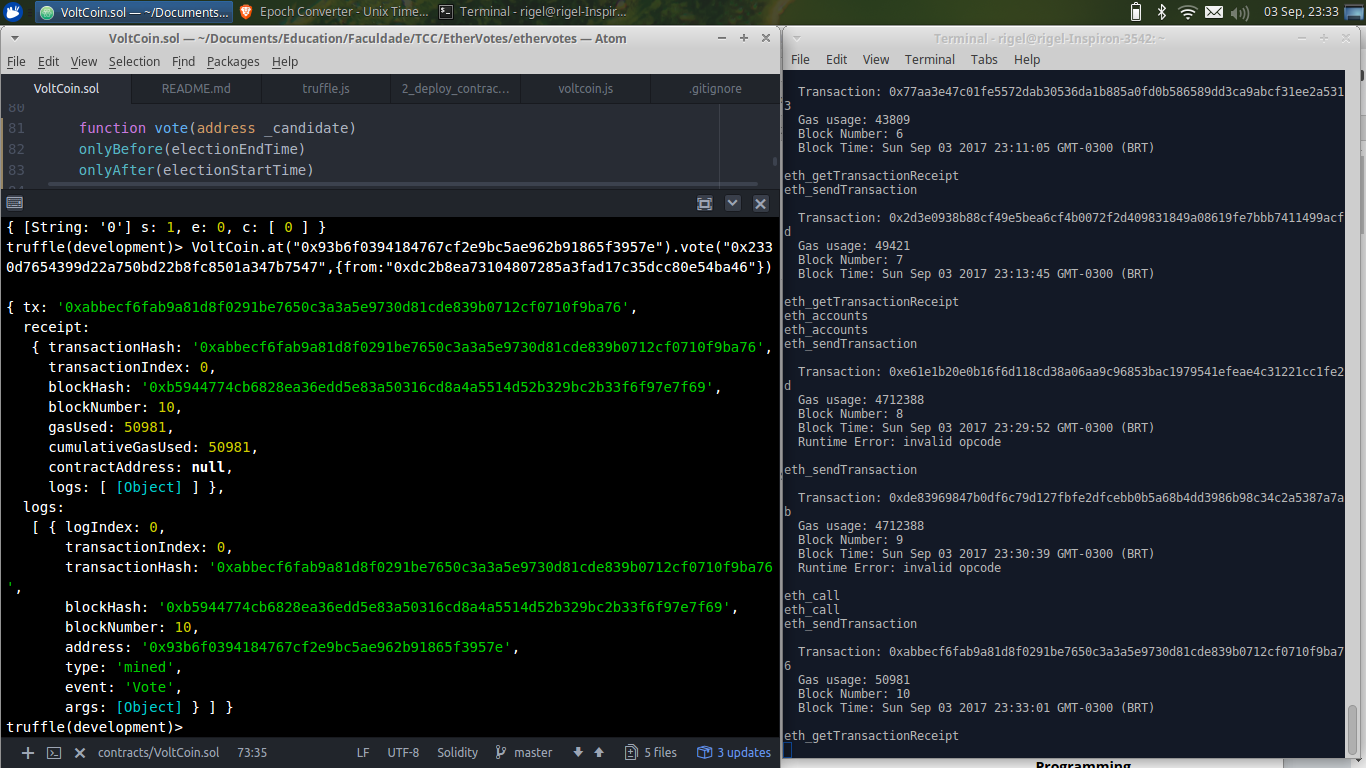 VoltCoin.sol — ~/Documents...
Epoch Converter - Unix Time...
Terminal - rigel@rigel-Inspir...
03 Sep, 23:33
VoltCoin.sol — ~/Documents/Education/Faculdade/TCC/EtherVotes/ethervotes — Atom
File Edit View Selection Find Packages Help
VoltCoin.sol README.md truffle.js 2_deploy_contrac... voltcoin.js .gitignore
80
81 function vote(address _candidate)
82 onlyBefore(electionEndTime)
83 onlyAfter(electionStartTime)
{ [String: '0'] s: 1, e: 0, c: [ 0 ] }
truffle(development)> VoltCoin.at("0x93b6f0394184767cf2e9bc5ae962b91865f3957e").vote("0x233
0d7654399d22a750bd22b8fc8501a347b7547",{from:"0xdc2b8ea73104807285a3fad17c35dcc80e54ba46"})
{ tx: '0xabbecf6fab9a81d8f0291be7650c3a3a5e9730d81cde839b0712cf0710f9ba76',
receipt:
{ transactionHash: '0xabbecf6fab9a81d8f0291be7650c3a3a5e9730d81cde839b0712cf0710f9ba76',
transactionIndex: 0,
blockHash: '0xb5944774cb6828ea36edd5e83a50316cd8a4a5514d52b329bc2b33f6f97e7f69',
blockNumber: 10,
gasUsed: 50981,
cumulativeGasUsed: 50981,
contractAddress: null,
logs: [ [Object] ] },
logs:
[ { logIndex: 0,
transactionIndex: 0,
transactionHash: '0xabbecf6fab9a81d8f0291be7650c3a3a5e9730d81cde839b0712cf0710f9ba76
',
blockHash: '0xb5944774cb6828ea36edd5e83a50316cd8a4a5514d52b329bc2b33f6f97e7f69',
blockNumber: 10,
address: '0x93b6f0394184767cf2e9bc5ae962b91865f3957e',
type: 'mined',
event: 'Vote',
args: [Object] } ] }
truffle(development)>
contracts/VoltCoin.sol 73:35 LF UTF-8 Solidity master 5 files 3 updates
Terminal - rigel@rigel-Inspiron-3542: ~
File Edit View Terminal Tabs Help
Transaction: 0x77aa3e47c01fe5572dab30536da1b885a0fd0b586589dd3ca9abcf31ee2a531
3
Gas usage: 43809
Block Number: 6
Block Time: Sun Sep 03 2017 23:11:05 GMT-0300 (BRT)
eth_getTransactionReceipt
eth_sendTransaction
Transaction: 0x2d3e0938b88cf49e5bea6cf4b0072f2d409831849a08619fe7bbb7411499acf
d
Gas usage: 49421
Block Number: 7
Block Time: Sun Sep 03 2017 23:13:45 GMT-0300 (BRT)
eth_getTransactionReceipt
eth_accounts
eth_accounts
eth_sendTransaction
Transaction: 0xe61e1b20e0b16f6d118cd38a06aa9c96853bac1979541efeae4c31221cc1fe2
d
Gas usage: 4712388
Block Number: 8
Block Time: Sun Sep 03 2017 23:29:52 GMT-0300 (BRT)
Runtime Error: invalid opcode
eth_sendTransaction
Transaction: 0xde83969847b0df6c79d127fbfe2dfcebb0b5a68b4dd3986b98c34c2a5387a7a
b
Gas usage: 4712388
Block Number: 9
Block Time: Sun Sep 03 2017 23:30:39 GMT-0300 (BRT)
Runtime Error: invalid opcode
eth_call
eth_call
eth_sendTransaction
Transaction: 0xabbecf6fab9a81d8f0291be7650c3a3a5e9730d81cde839b0712cf0710f9ba7
6
Gas usage: 50981
Block Number: 10
Block Time: Sun Sep 03 2017 23:33:01 GMT-0300 (BRT)
eth_getTransactionReceipt
Programming